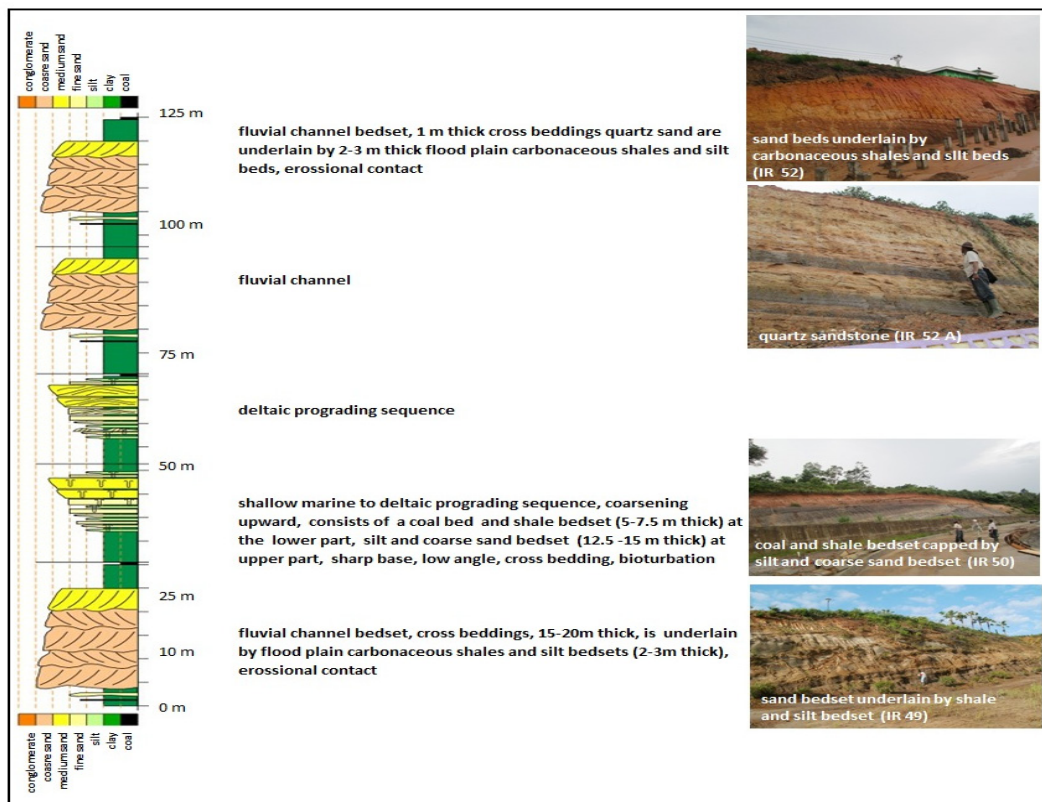 conglomerate
coasre sand
medium sand
fine sand
silt
clay
coal
125 m
fluvial channel bedset, 1 m thick cross beddings quartz sand are
underlain by 2-3 m thick flood plain carbonaceous shales and silt
beds, erossional contact
sand beds underlain by
carbonaceous shales and silt beds
(IR 52)
100 m
fluvial channel
quartz sandstone (IR 52 A)
75 m
deltaic prograding sequence
50 m
shallow marine to deltaic prograding sequence, coarsening
upward, consists of a coal bed and shale bedset (5-7.5 m thick) at
the lower part, silt and coarse sand bedset (12.5 -15 m thick) at
upper part, sharp base, low angle, cross bedding, bioturbation
coal and shale bedset capped by
silt and coarse sand bedset (IR 50)
25 m
fluvial channel bedset, cross beddings, 15-20m thick, is underlain
by flood plain carbonaceous shales and silt bedsets (2-3m thick),
erossional contact
10 m
sand bedset underlain by shale
and silt bedset (IR 49)
0 m
conglomerate
coasre sand
medium sand
fine sand
silt
clay
coal